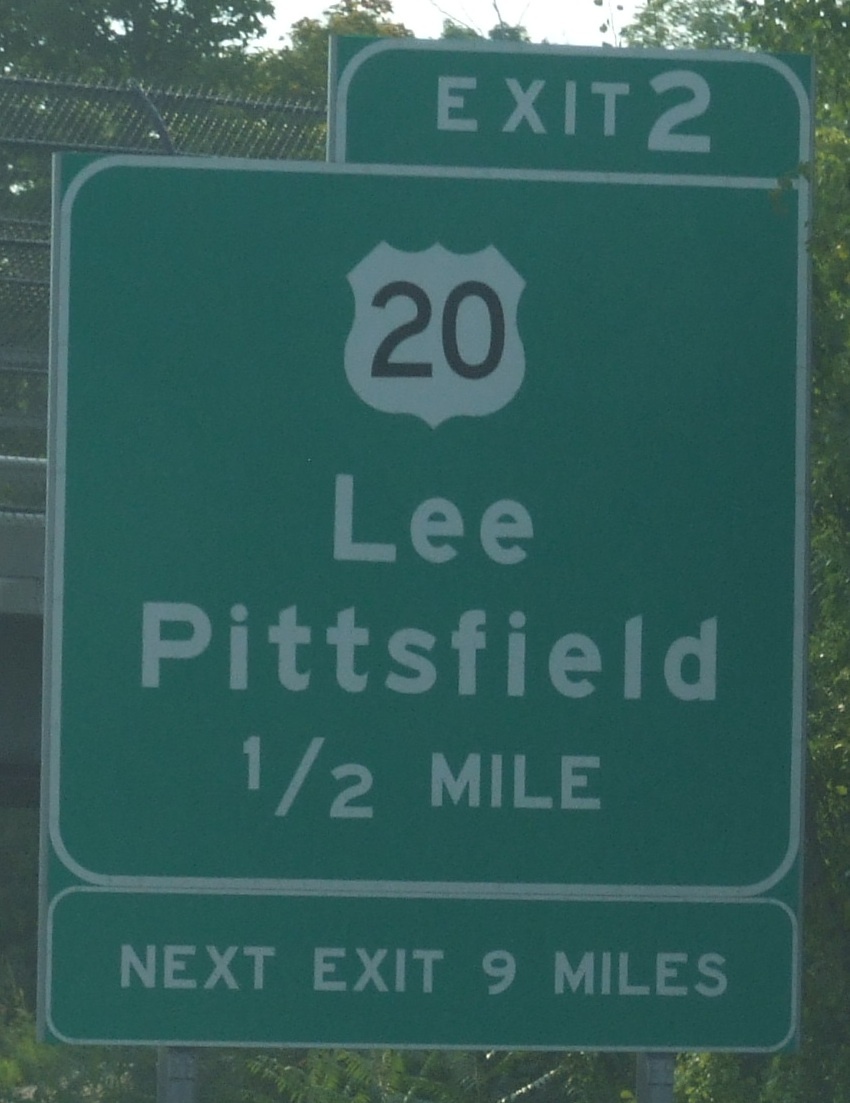 EXIT 2
20
Lee
Pittsfield
1/2 MILE
NEXT EXIT 9 MILES